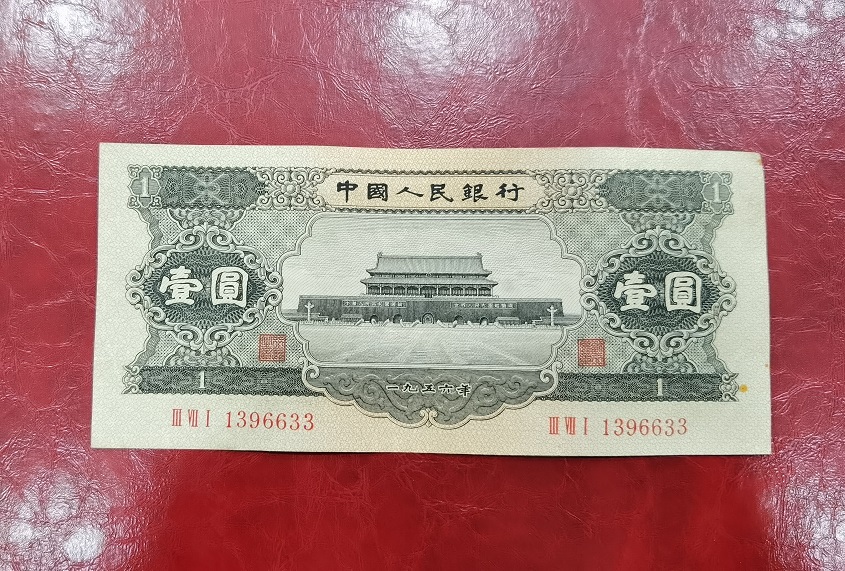 1 中國人民銀行 1
壹圓 壹圓
1 一九五六年 1
III VII I 1396633 III VII I 1396633